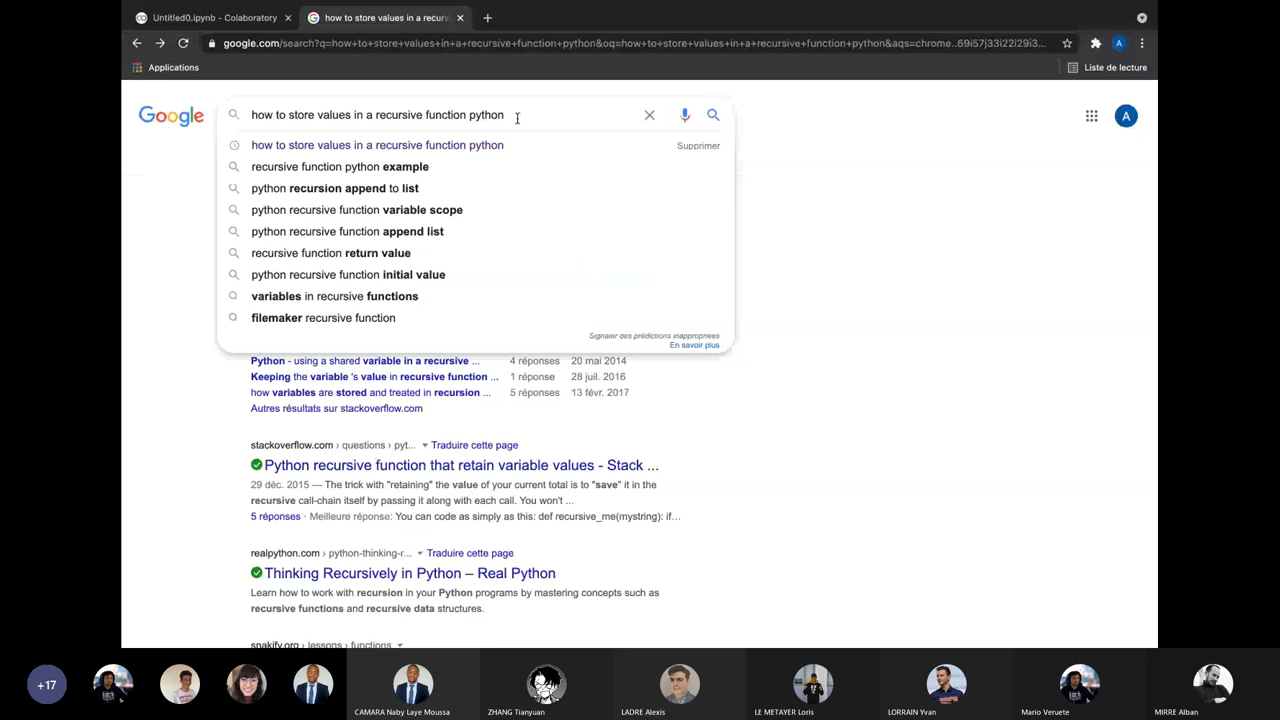 Untitled0.ipynb - Colaboratory
how to store values in a recurs
google.com/search?q=how+to+store+values+in+a+recursive+function+python&oq=how+to+store+values+in+a+recursive+function+python&aqs=chrome..69i57j33i22i29i3...
A
Applications
Liste de lecture
Google
how to store values in a recursive function python
A
how to store values in a recursive function python
Supprimer
recursive function python example
python recursion append to list
python recursive function variable scope
python recursive function append list
recursive function return value
python recursive function initial value
variables in recursive functions
filemaker recursive function
Signaler des prédictions inappropriées
En savoir plus
Python - using a shared variable in a recursive ... 4 réponses 20 mai 2014
Keeping the variable 's value in recursive function ... 1 réponse 28 juil. 2016
how variables are stored and treated in recursion ... 5 réponses 13 févr. 2017
Autres résultats sur stackoverflow.com
stackoverflow.com › questions › pyt... Traduire cette page
Python recursive function that retain variable values - Stack ...
29 déc. 2015 — The trick with "retaining" the value of your current total is to "save" it in the
recursive call-chain itself by passing it along with each call. You won't ...
5 réponses · Meilleure réponse: You can code as simply as this: def recursive_me(mystring): if...
realpython.com › python-thinking-r... Traduire cette page
Thinking Recursively in Python – Real Python
Learn how to work with recursion in your Python programs by mastering concepts such as
recursive functions and recursive data structures.
snakify.org › lessons › functions
+17
CAMARA Naby Laye Moussa
ZHANG Tianyuan
LADRE Alexis
LE METAYER Loris
LORRAIN Yvan
Mario Veruete
MIRRE Alban